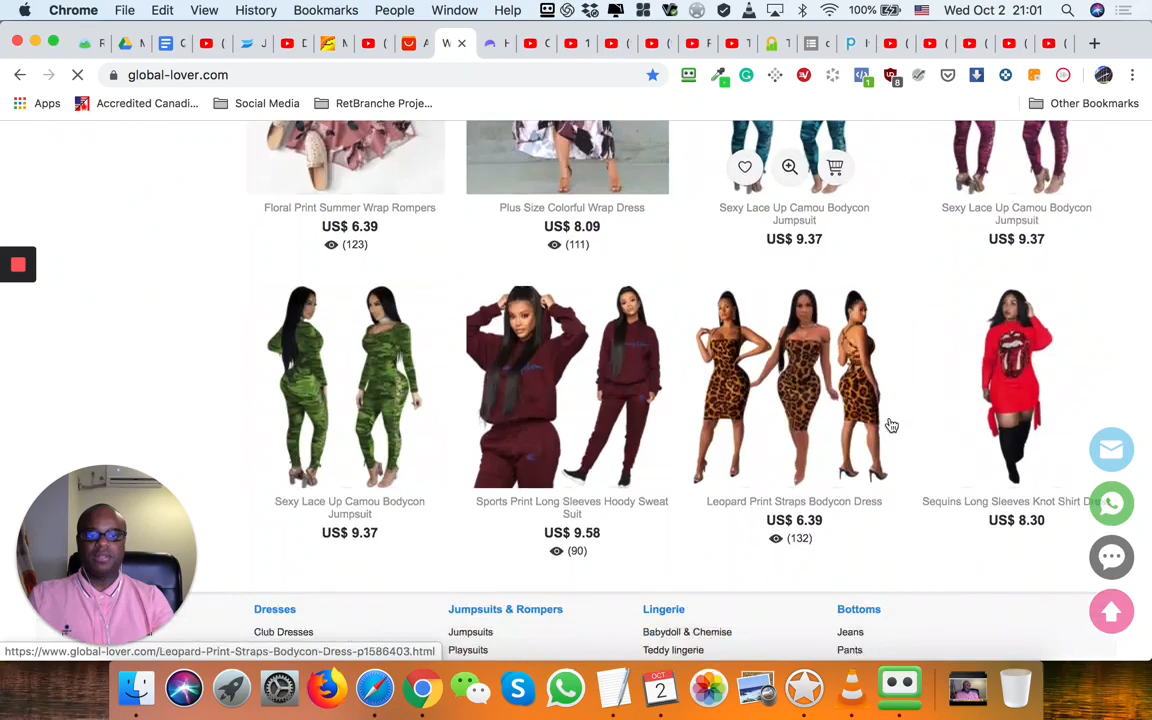 Chrome File Edit View History Bookmarks People Window Help 100% Wed Oct 2 21:01
global-lover.com
Apps Accredited Canadi... Social Media RetBranche Proje... Other Bookmarks
Floral Print Summer Wrap Rompers
US$ 6.39
(123)
Plus Size Colorful Wrap Dress
US$ 8.09
(111)
Sexy Lace Up Camou Bodycon
Jumpsuit
US$ 9.37
Sexy Lace Up Camou Bodycon
Jumpsuit
US$ 9.37
Sexy Lace Up Camou Bodycon
Jumpsuit
US$ 9.37
Sports Print Long Sleeves Hoody Sweat
Suit
US$ 9.58
(90)
Leopard Print Straps Bodycon Dress
US$ 6.39
(132)
Sequins Long Sleeves Knot Shirt
US$ 8.30
Dresses
Club Dresses
Jumpsuits & Rompers
Jumpsuits
Playsuits
Lingerie
Babydoll & Chemise
Teddy lingerie
Bottoms
Jeans
Pants
https://www.global-lover.com/Leopard-Print-Straps-Bodycon-Dress-p1586403.html
OCT
2